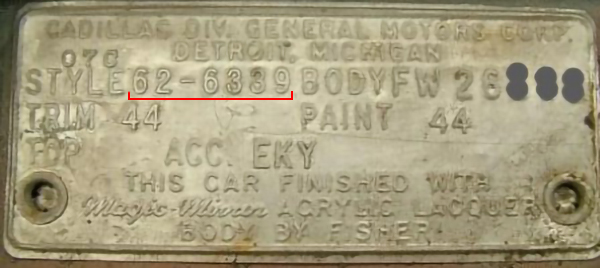 CADILLAC DIV. GENERAL MOTORS CORP.
DETROIT, MICHIGAN
07C
STYLE 62-6339 BODY FW 26
TRIM 44 PAINT 44
TOP ACC. EKY
THIS CAR FINISHED WITH
Magic-Mirror ACRYLIC LACQUER
BODY BY FISHER